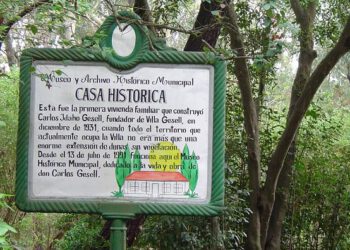 CASA HISTORICA
Museo y Archivo Histórico Municipal
CASA HISTORICA
Esta fue la primera vivienda familiar que construyó
Carlos Idaho Gesell, fundador de Villa Gesell, en
diciembre de 1931, cuando todo el territorio que
actualmente ocupa la Villa no era más que una
enorme extensión de dunas sin vegetación.
Desde el 13 de julio de 1991 funciona aquí el Museo
Histórico Municipal, dedicado a la vida y obra de
don Carlos Gesell.